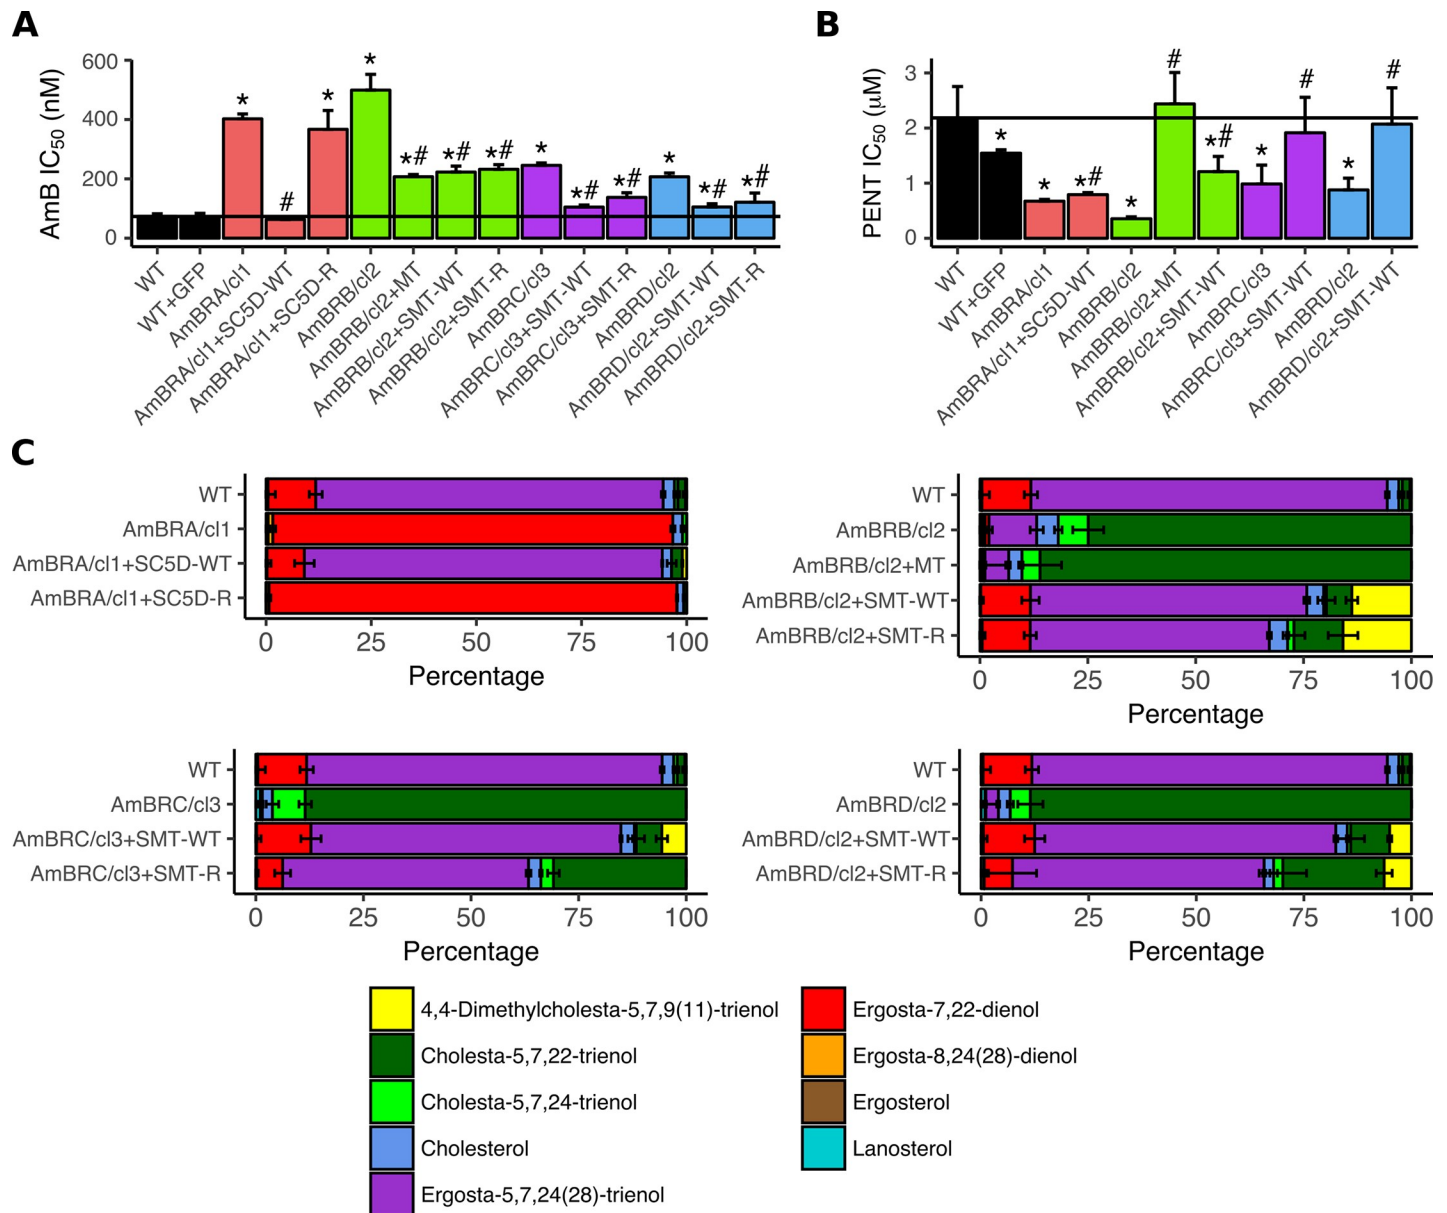 A
AmB IC50 (nM)
600
400
200
0
*
#
*
*
*#
*#
*#
*
*#
*#
*
*#
*#
WT
WT+GFP
AmBRA/cl1
AmBRA/cl1+SC5D-WT
AmBRA/cl1+SC5D-R
AmBRB/cl2
AmBRB/cl2+MT
AmBRB/cl2+SMT-WT
AmBRB/cl2+SMT-R
AmBRC/cl3
AmBRC/cl3+SMT-WT
AmBRC/cl3+SMT-R
AmBRD/cl2
AmBRD/cl2+SMT-WT
AmBRD/cl2+SMT-R
B
PENT IC50 (μM)
3
2
1
0
*
*
*#
*
#
*#
*
#
*
#
WT
WT+GFP
AmBRA/cl1
AmBRA/cl1+SC5D-WT
AmBRB/cl2
AmBRB/cl2+MT
AmBRB/cl2+SMT-WT
AmBRC/cl3
AmBRC/cl3+SMT-WT
AmBRD/cl2
AmBRD/cl2+SMT-WT
C
WT
AmBRA/cl1
AmBRA/cl1+SC5D-WT
AmBRA/cl1+SC5D-R
0 25 50 75 100
Percentage
WT
AmBRB/cl2
AmBRB/cl2+MT
AmBRB/cl2+SMT-WT
AmBRB/cl2+SMT-R
0 25 50 75 100
Percentage
WT
AmBRC/cl3
AmBRC/cl3+SMT-WT
AmBRC/cl3+SMT-R
0 25 50 75 100
Percentage
WT
AmBRD/cl2
AmBRD/cl2+SMT-WT
AmBRD/cl2+SMT-R
0 25 50 75 100
Percentage
4,4-Dimethylcholesta-5,7,9(11)-trienol
Cholesta-5,7,22-trienol
Cholesta-5,7,24-trienol
Cholesterol
Ergosta-5,7,24(28)-trienol
Ergosta-7,22-dienol
Ergosta-8,24(28)-dienol
Ergosterol
Lanosterol